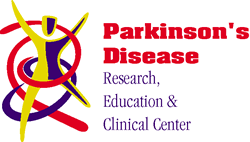 Parkinson's
Disease
Research,
Education &
Clinical Center